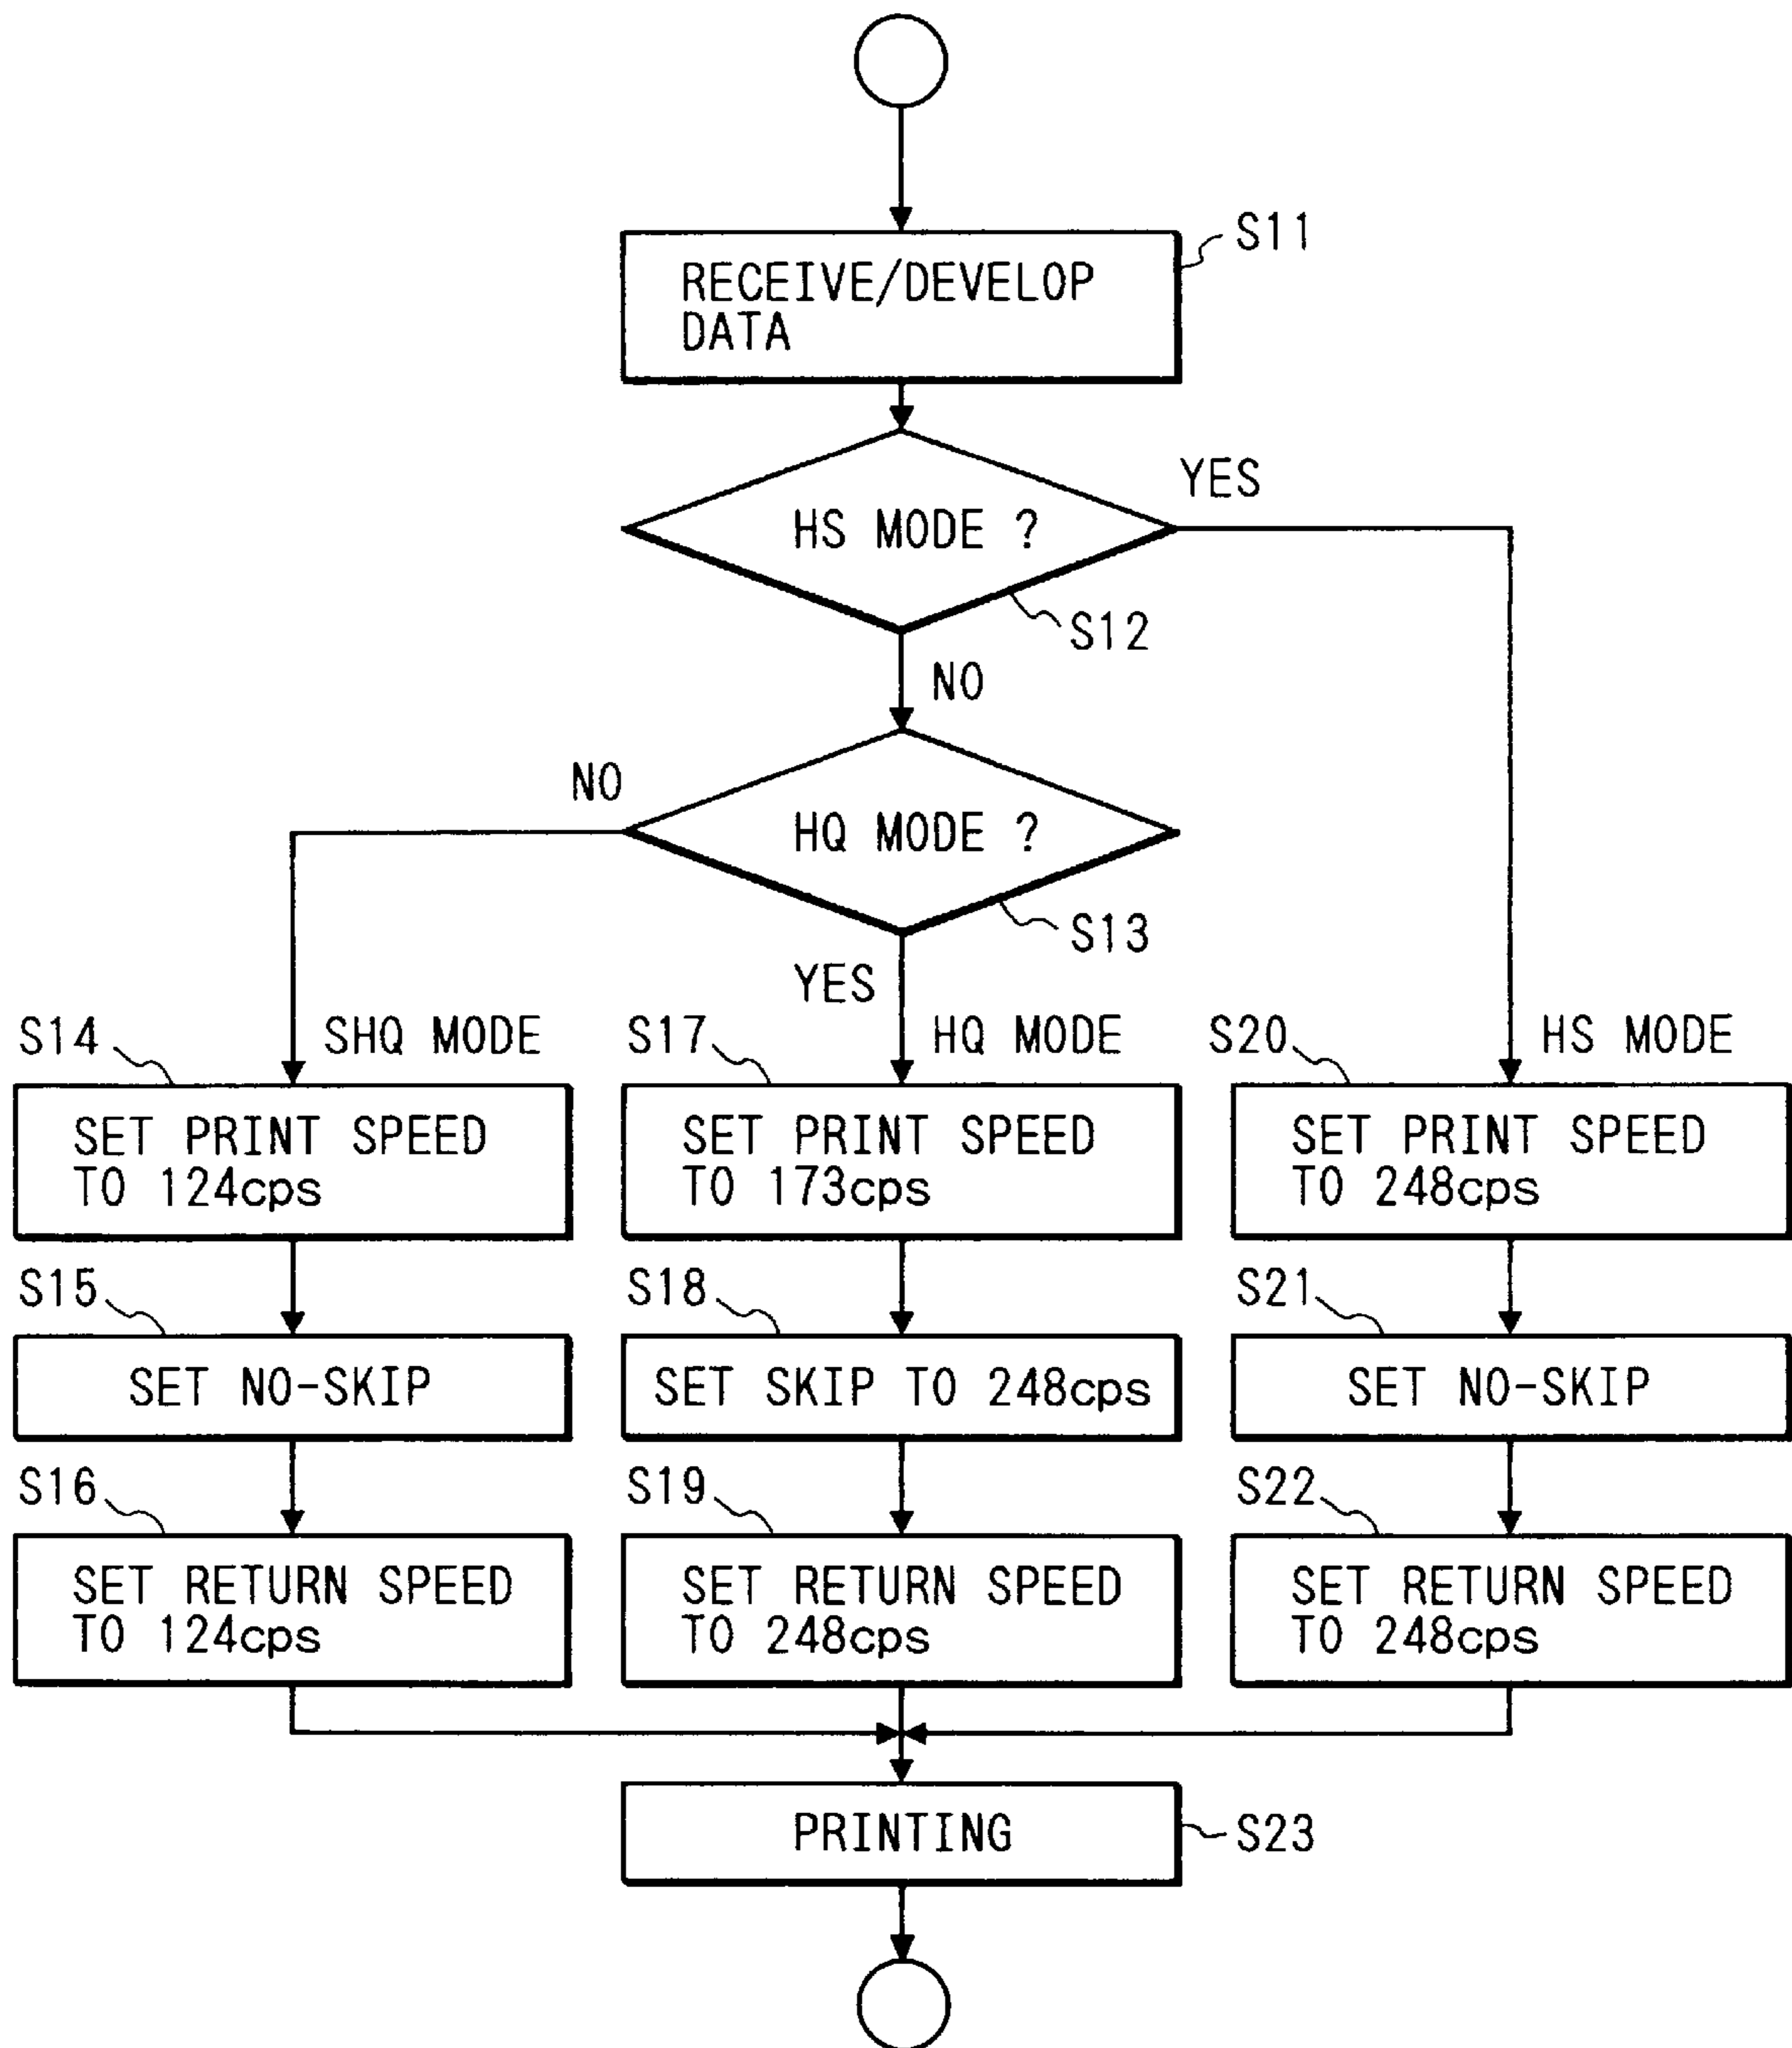 S11
RECEIVE/DEVELOP
DATA
YES
HS MODE ?
S12
NO
NO
HQ MODE ?
S13
YES
S14
SHQ MODE
S17
HQ MODE
S20
HS MODE
SET PRINT SPEED
TO 124cps
SET PRINT SPEED
TO 173cps
SET PRINT SPEED
TO 248cps
S15
S18
S21
SET NO-SKIP
SET SKIP TO 248cps
SET NO-SKIP
S16
S19
S22
SET RETURN SPEED
TO 124cps
SET RETURN SPEED
TO 248cps
SET RETURN SPEED
TO 248cps
PRINTING
S23